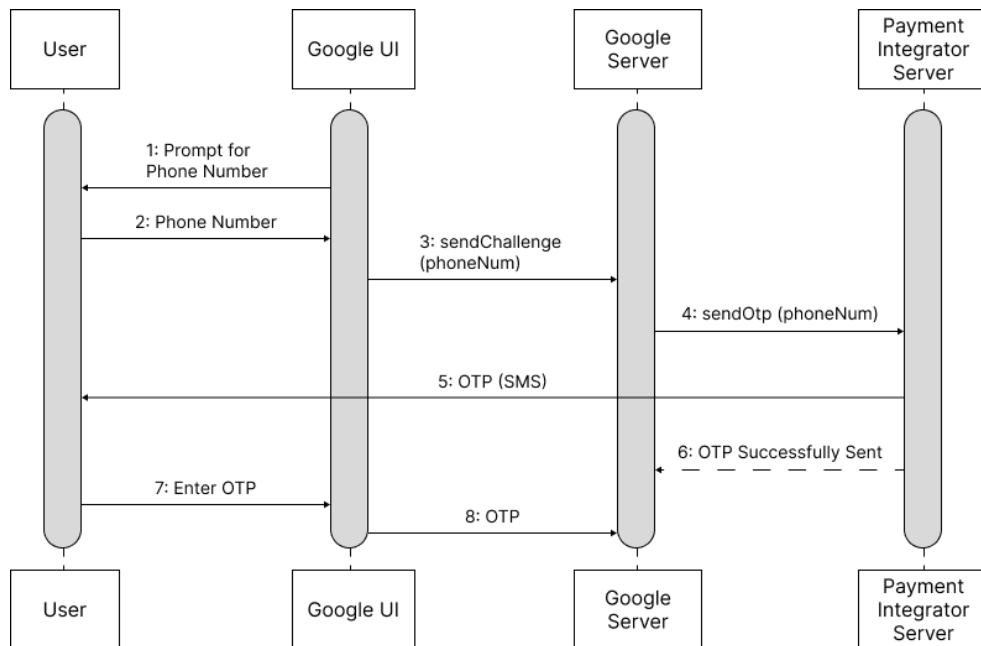 User
Google UI
Google
Server
Payment
Integrator
Server
1: Prompt for
Phone Number
2: Phone Number
3: sendChallenge
(phoneNum)
4: sendOtp (phoneNum)
5: OTP (SMS)
6: OTP Successfully Sent
7: Enter OTP
8: OTP
User
Google UI
Google
Server
Payment
Integrator
Server